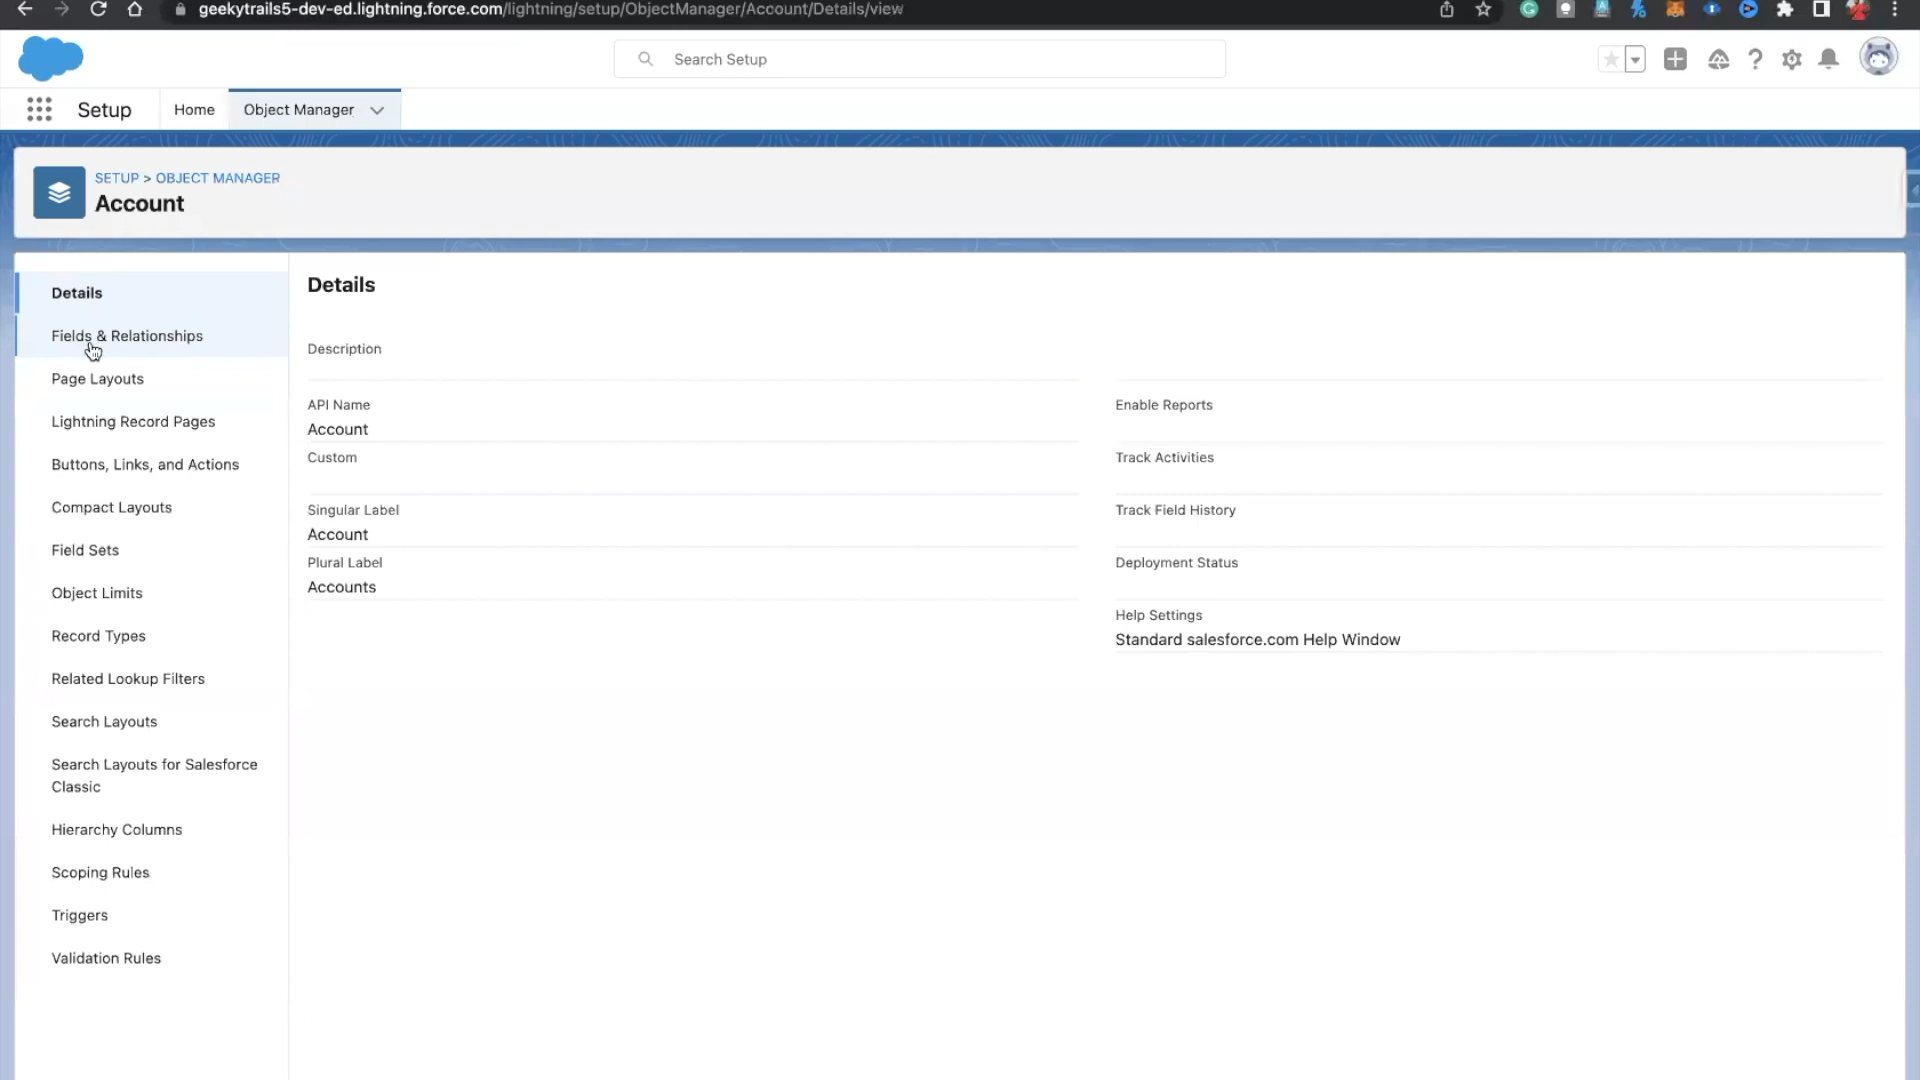 geekytrails5-dev-ed.lightning.force.com/lightning/setup/ObjectManager/Account/Details/view
Search Setup
Setup
Home
Object Manager
SETUP > OBJECT MANAGER
Account
Details
Fields & Relationships
Page Layouts
Lightning Record Pages
Buttons, Links, and Actions
Compact Layouts
Field Sets
Object Limits
Record Types
Related Lookup Filters
Search Layouts
Search Layouts for Salesforce
Classic
Hierarchy Columns
Scoping Rules
Triggers
Validation Rules
Details
Description
API Name
Account
Custom
Singular Label
Account
Plural Label
Accounts
Enable Reports
Track Activities
Track Field History
Deployment Status
Help Settings
Standard salesforce.com Help Window